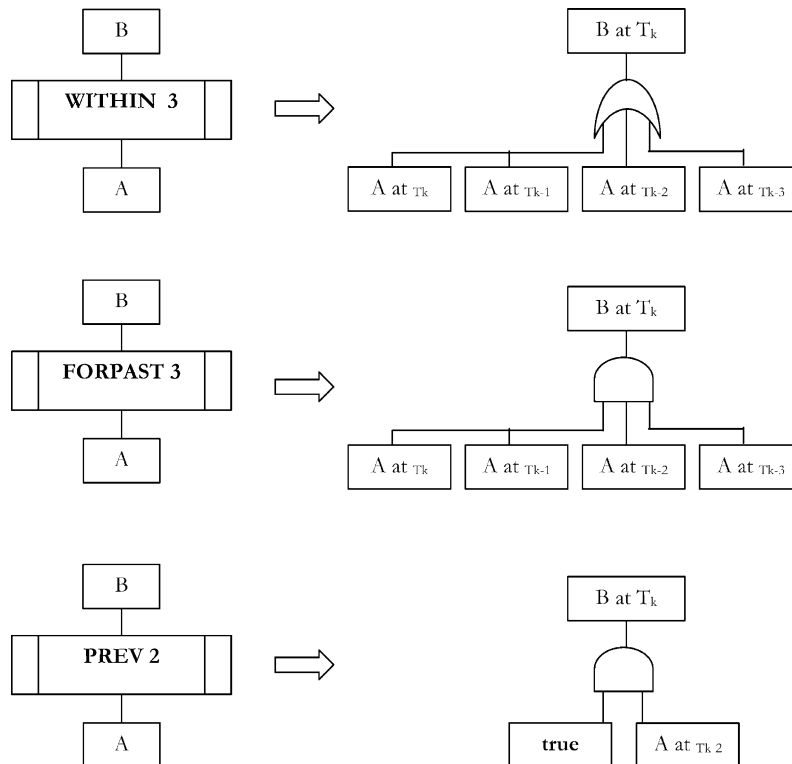 B
B at Tk
WITHIN 3
A
A at Tk
A at Tk-1
A at Tk-2
A at Tk-3
B
B at Tk
FORPAST 3
A
A at Tk
A at Tk-1
A at Tk-2
A at Tk-3
B
B at Tk
PREV 2
A
true
A at Tk 2